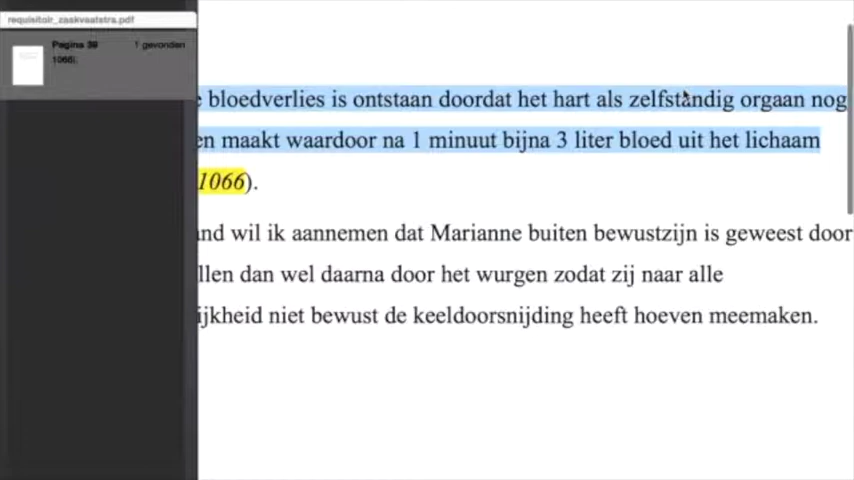 requisitoir_zaakvaatstra.pdf
Pagina 39 1 gevonden
1066).
e bloedverlies is ontstaan doordat het hart als zelfstandig orgaan nog
en maakt waardoor na 1 minuut bijna 3 liter bloed uit het lichaam
1066).
and wil ik aannemen dat Marianne buiten bewustzijn is geweest door
llen dan wel daarna door het wurgen zodat zij naar alle
ijkheid niet bewust de keeldoorsnijding heeft hoeven meemaken.